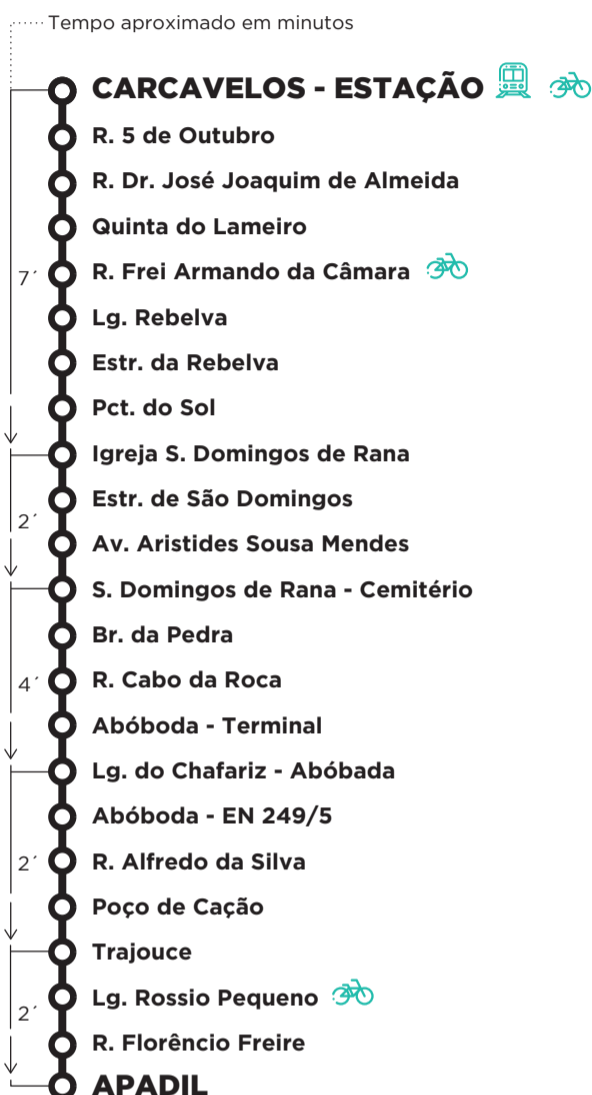 Tempo aproximado em minutos
CARCAVELOS - ESTAÇÃO
R. 5 de Outubro
R. Dr. José Joaquim de Almeida
Quinta do Lameiro
7´ R. Frei Armando da Câmara
Lg. Rebelva
Estr. da Rebelva
Pct. do Sol
Igreja S. Domingos de Rana
Estr. de São Domingos
2´
Av. Aristides Sousa Mendes
S. Domingos de Rana - Cemitério
Br. da Pedra
4´ R. Cabo da Roca
Abóboda - Terminal
Lg. do Chafariz - Abóbada
Abóboda - EN 249/5
2´ R. Alfredo da Silva
Poço de Cação
Trajouce
Lg. Rossio Pequeno
2´
R. Florêncio Freire
APADIL